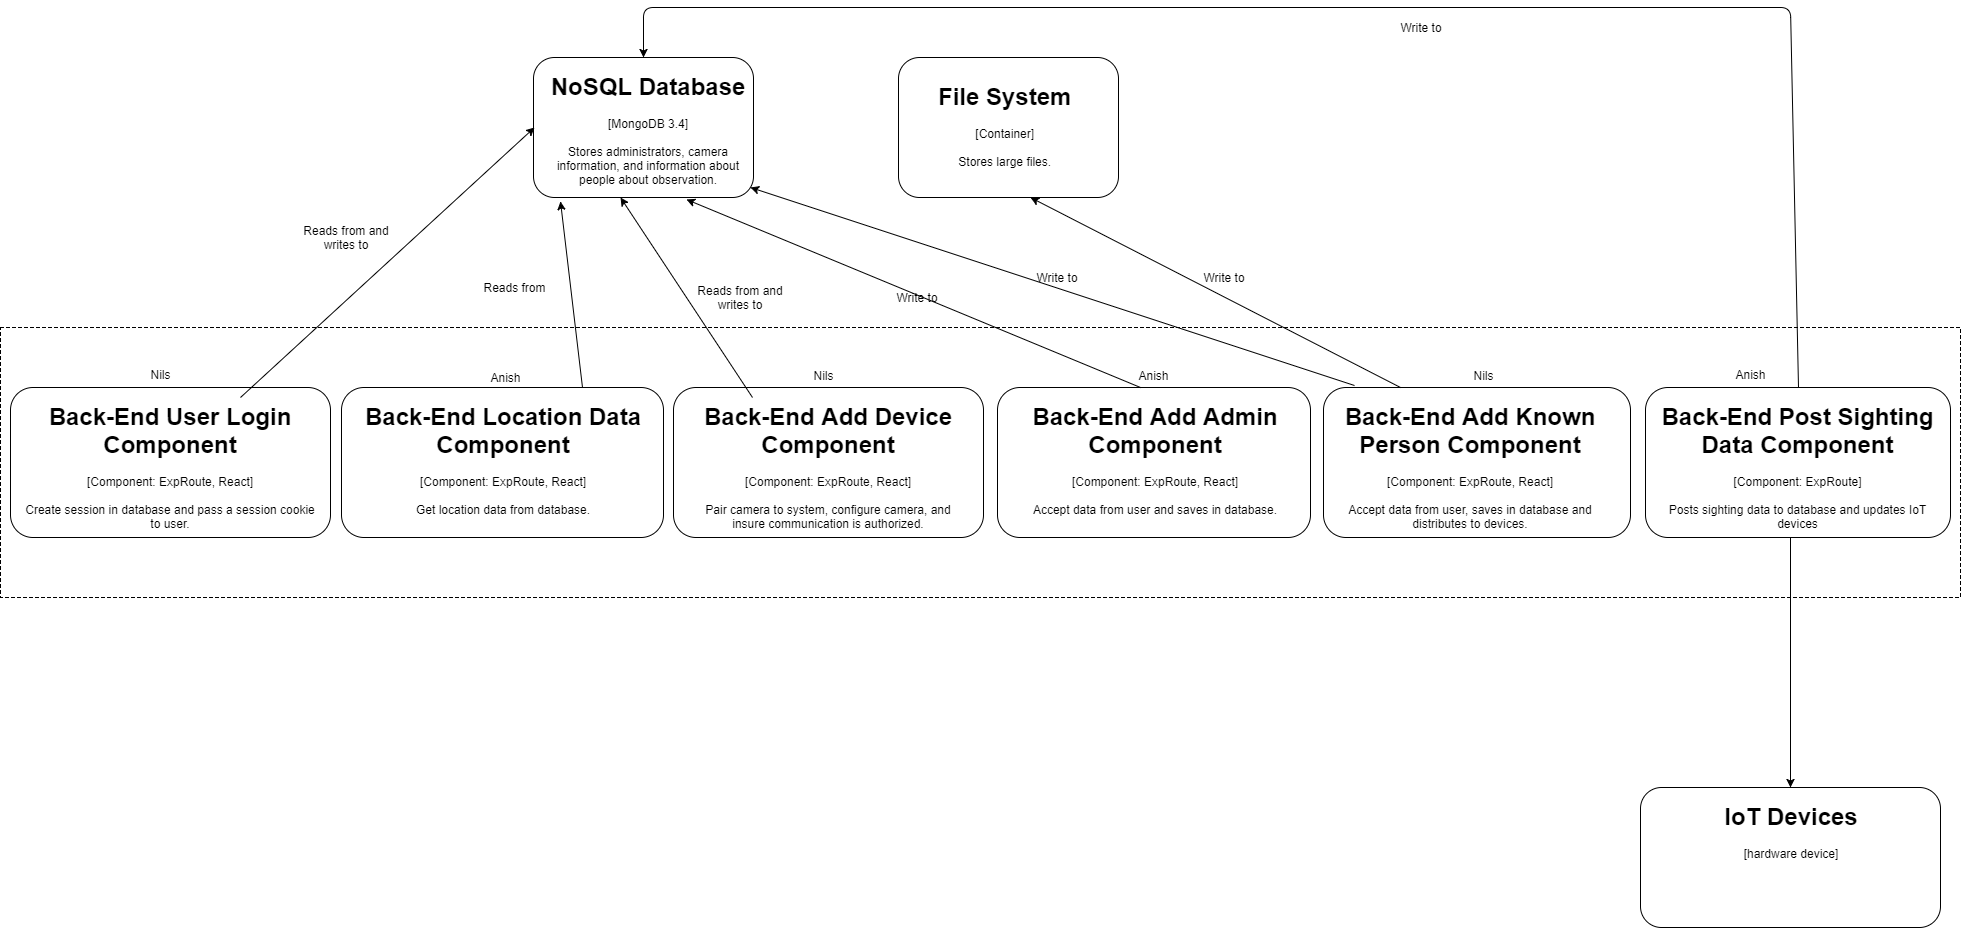 Write to
NoSQL Database
[MongoDB 3.4]
Stores administrators, camera
information, and information about
people about observation.
File System
[Container]
Stores large files.
Reads from and
writes to
Reads from
Reads from and
writes to
Write to
Write to
Write to
Nils
Back-End User Login
Component
[Component: ExpRoute, React]
Create session in database and pass a session cookie
to user.
Anish
Back-End Location Data
Component
[Component: ExpRoute, React]
Get location data from database.
Nils
Back-End Add Device
Component
[Component: ExpRoute, React]
Pair camera to system, configure camera, and
insure communication is authorized.
Anish
Back-End Add Admin
Component
[Component: ExpRoute, React]
Accept data from user and saves in database.
Nils
Back-End Add Known
Person Component
[Component: ExpRoute, React]
Accept data from user, saves in database and
distributes to devices.
Anish
Back-End Post Sighting
Data Component
[Component: ExpRoute]
Posts sighting data to database and updates IoT
devices
IoT Devices
[hardware device]